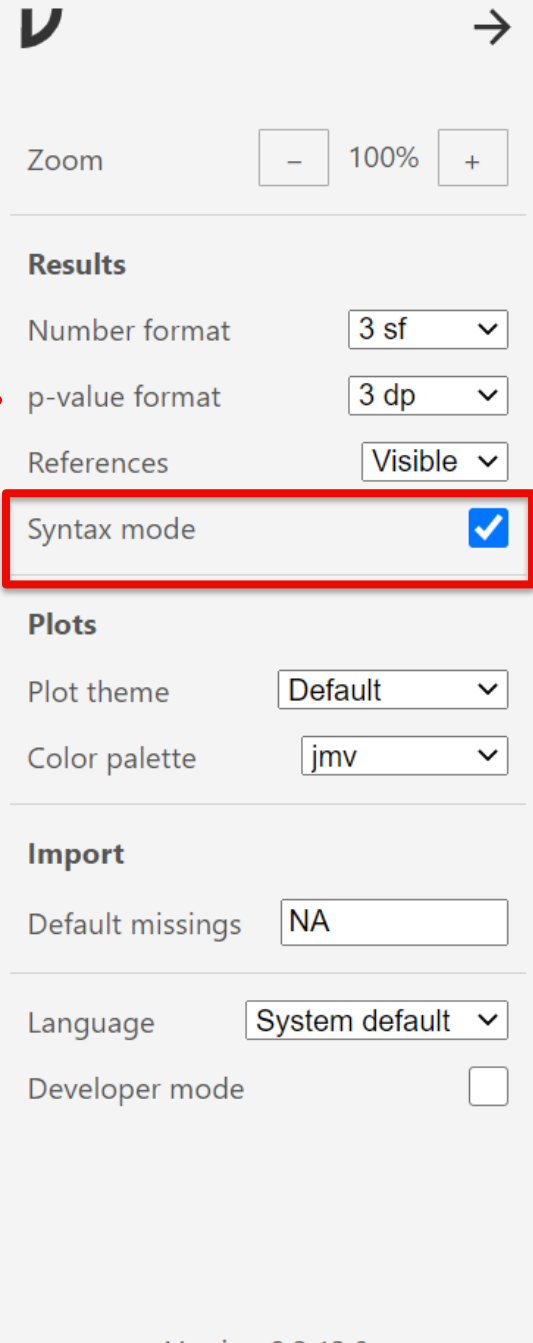 Zoom – 100% +
Results
Number format 3 sf
p-value format 3 dp
References Visible
Syntax mode
Plots
Plot theme Default
Color palette jmv
Import
Default missings NA
Language System default
Developer mode